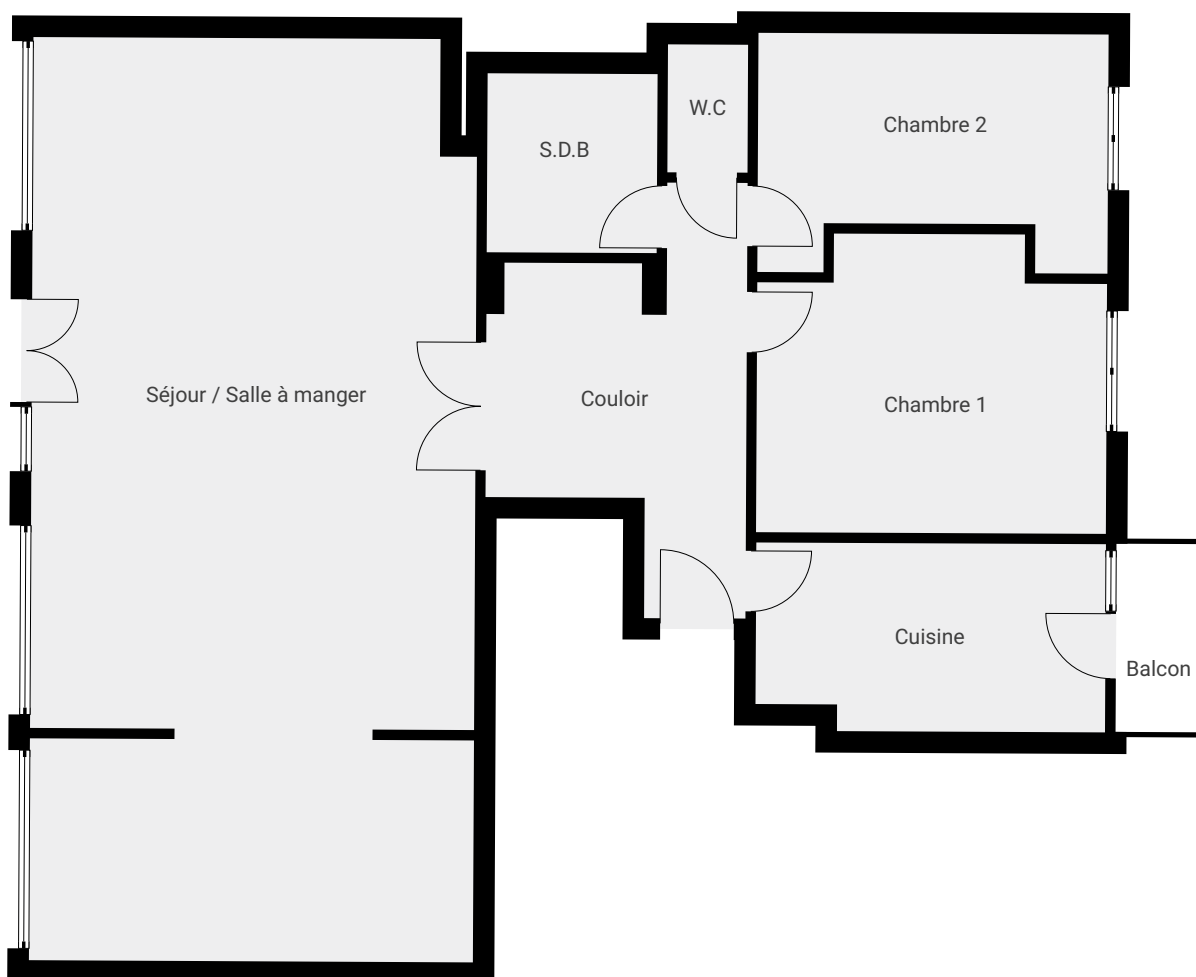 W.C
Chambre 2
S.D.B
Séjour / Salle à manger
Couloir
Chambre 1
Cuisine
Balcon